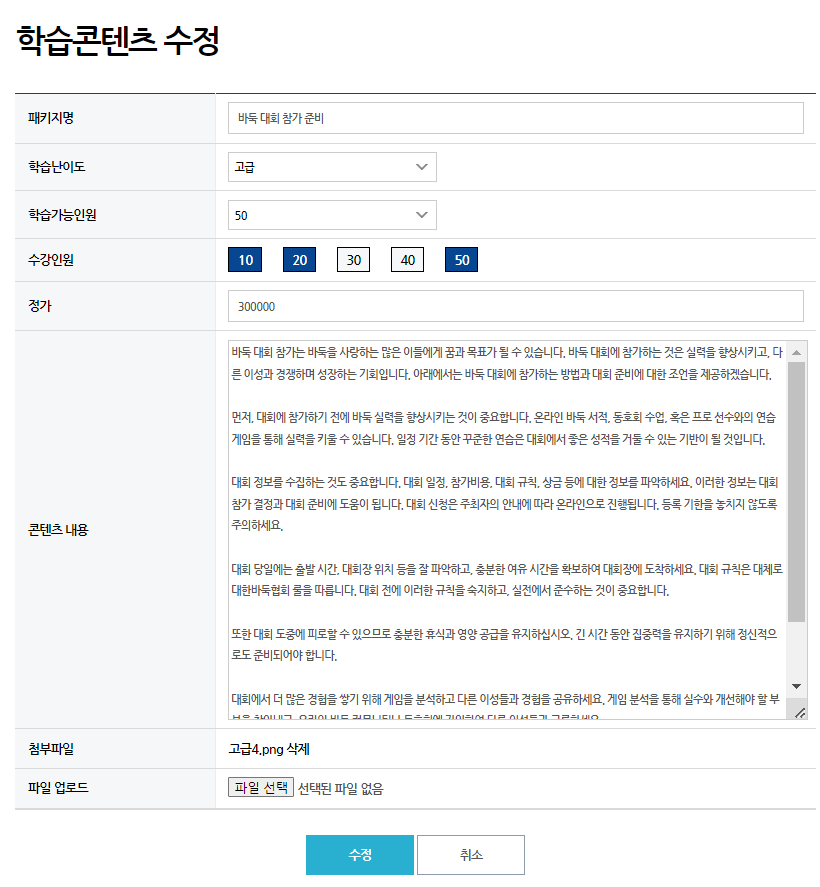 학습콘텐츠 수정
패키지명
바둑 대회 참가 준비
학습난이도
고급
학습가능인원
50
수강인원
10 20 30 40 50
정가
300000
콘텐츠 내용
바둑 대회 참가는 바둑을 사랑하는 많은 이들에게 꿈과 목표가 될 수 있습니다. 바둑 대회에 참가하는 것은 실력을 향상시키고, 다
른 이성과 경쟁하며 성장하는 기회입니다. 아래에서는 바둑 대회에 참가하는 방법과 대회 준비에 대한 조언을 제공하겠습니다.
먼저, 대회에 참가하기 전에 바둑 실력을 향상시키는 것이 중요합니다. 온라인 바둑 서적, 동호회 수업, 혹은 프로 선수와의 연습
게임을 통해 실력을 키울 수 있습니다. 일정 기간 동안 꾸준한 연습은 대회에서 좋은 성적을 거둘 수 있는 기반이 될 것입니다.
대회 정보를 수집하는 것도 중요합니다. 대회 일정, 참가비용, 대회 규칙, 상금 등에 대한 정보를 파악하세요. 이러한 정보는 대회
참가 결정과 대회 준비에 도움이 됩니다. 대회 신청은 주최자의 안내에 따라 온라인으로 진행됩니다. 등록 기한을 놓치지 않도록
주의하세요.
대회 당일에는 출발 시간, 대회장 위치 등을 잘 파악하고, 충분한 여유 시간을 확보하여 대회장에 도착하세요. 대회 규칙은 대체로
대한바둑협회 룰을 따릅니다. 대회 전에 이러한 규칙을 숙지하고, 실전에서 준수하는 것이 중요합니다.
또한 대회 도중에 피로할 수 있으므로 충분한 휴식과 영양 공급을 유지하십시오. 긴 시간 동안 집중력을 유지하기 위해 정신적으
로도 준비되어야 합니다.
대회에서 더 많은 경험을 쌓기 위해 게임을 분석하고 다른 이성들과 경험을 공유하세요. 게임 분석을 통해 실수와 개선해야 할 부
첨부파일
고급4.png 삭제
파일 업로드
파일 선택 선택된 파일 없음
수정 취소